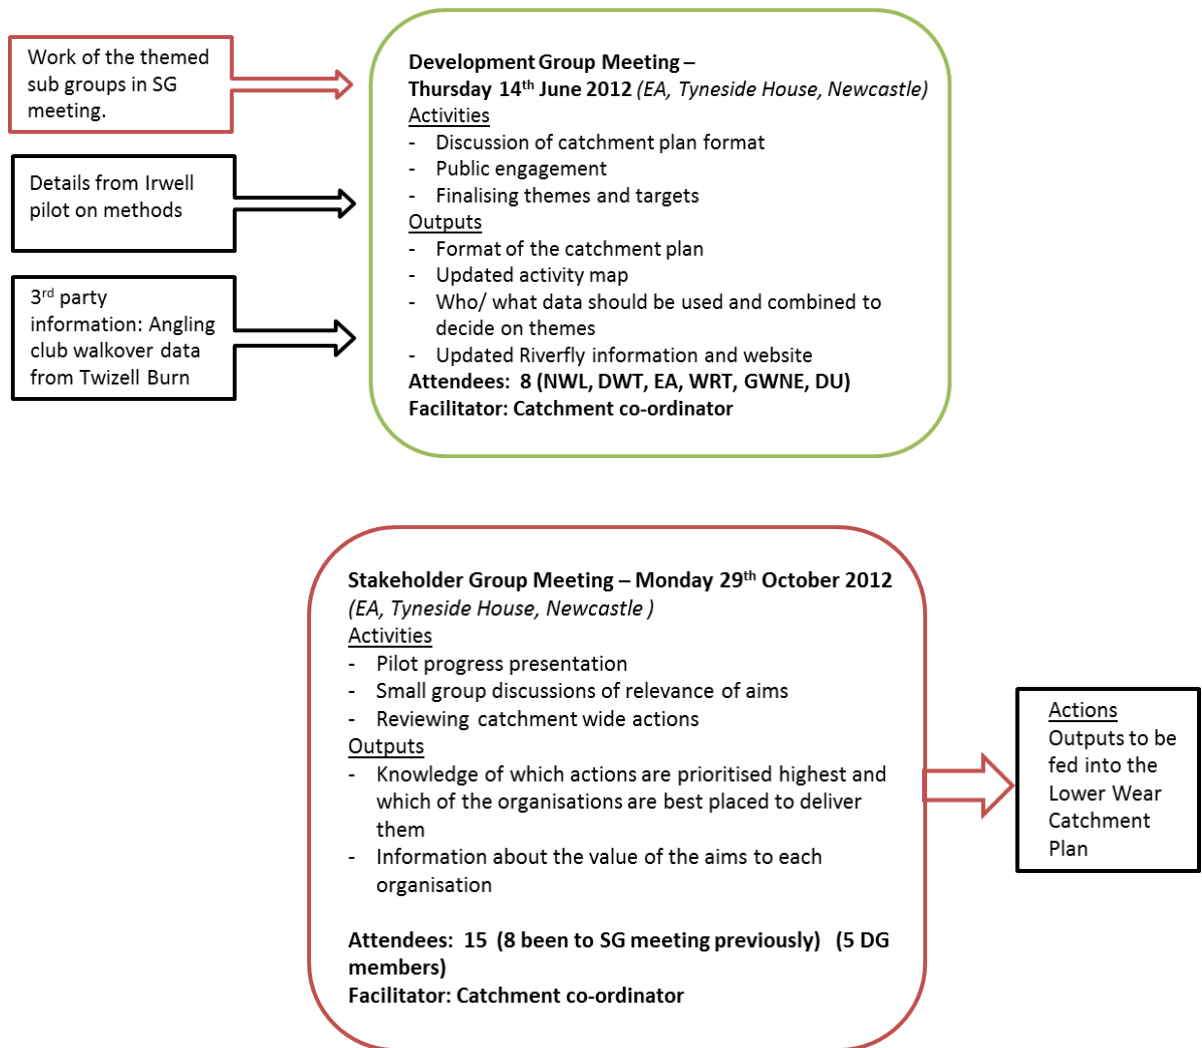 Work of the themed
sub groups in SG
meeting.
Details from Irwell
pilot on methods
3rd party
information: Angling
club walkover data
from Twizell Burn
Development Group Meeting –
Thursday 14th June 2012 (EA, Tyneside House, Newcastle)
Activities
- Discussion of catchment plan format
- Public engagement
- Finalising themes and targets
Outputs
- Format of the catchment plan
- Updated activity map
- Who/ what data should be used and combined to
decide on themes
- Updated Riverfly information and website
Attendees: 8 (NWL, DWT, EA, WRT, GWNE, DU)
Facilitator: Catchment co-ordinator
Stakeholder Group Meeting – Monday 29th October 2012
(EA, Tyneside House, Newcastle )
Activities
- Pilot progress presentation
- Small group discussions of relevance of aims
- Reviewing catchment wide actions
Outputs
- Knowledge of which actions are prioritised highest and
which of the organisations are best placed to deliver
them
- Information about the value of the aims to each
organisation
Attendees: 15 (8 been to SG meeting previously) (5 DG
members)
Facilitator: Catchment co-ordinator
Actions
Outputs to be
fed into the
Lower Wear
Catchment
Plan